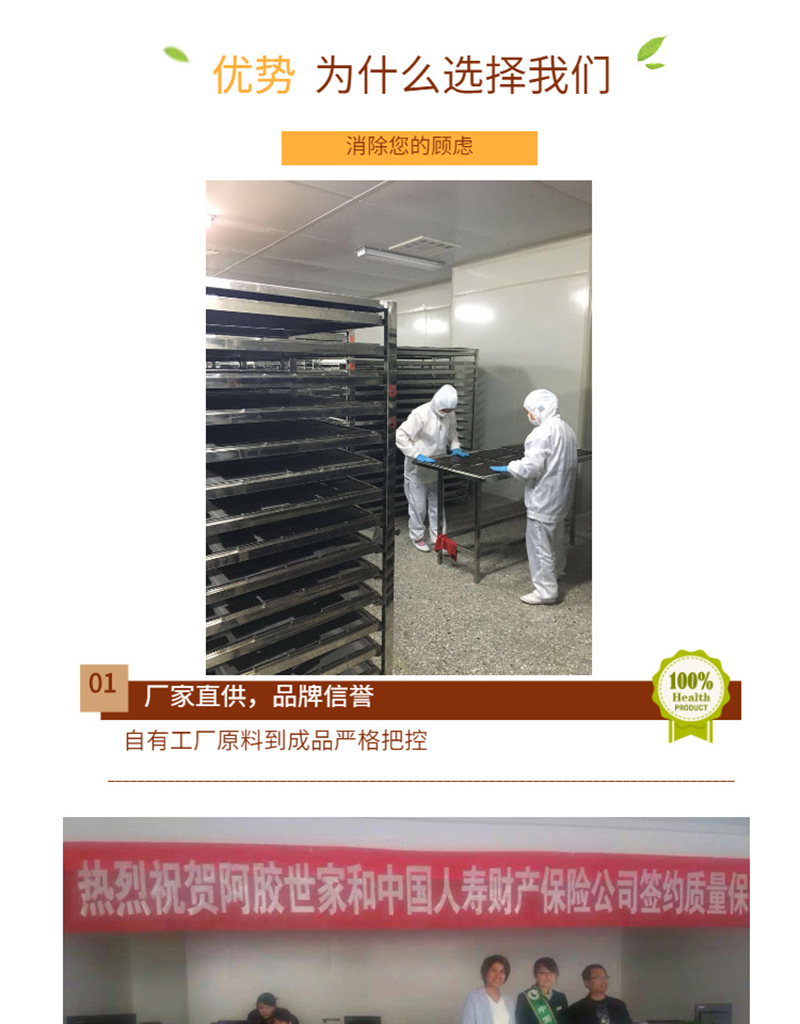 优势 为什么选择我们
消除您的顾虑
01
厂家直供，品牌信誉
100%
Health
PRODUCT
自有工厂原料到成品严格把控
热烈祝贺阿胶世家和中国人寿财产保险公司签约质量保